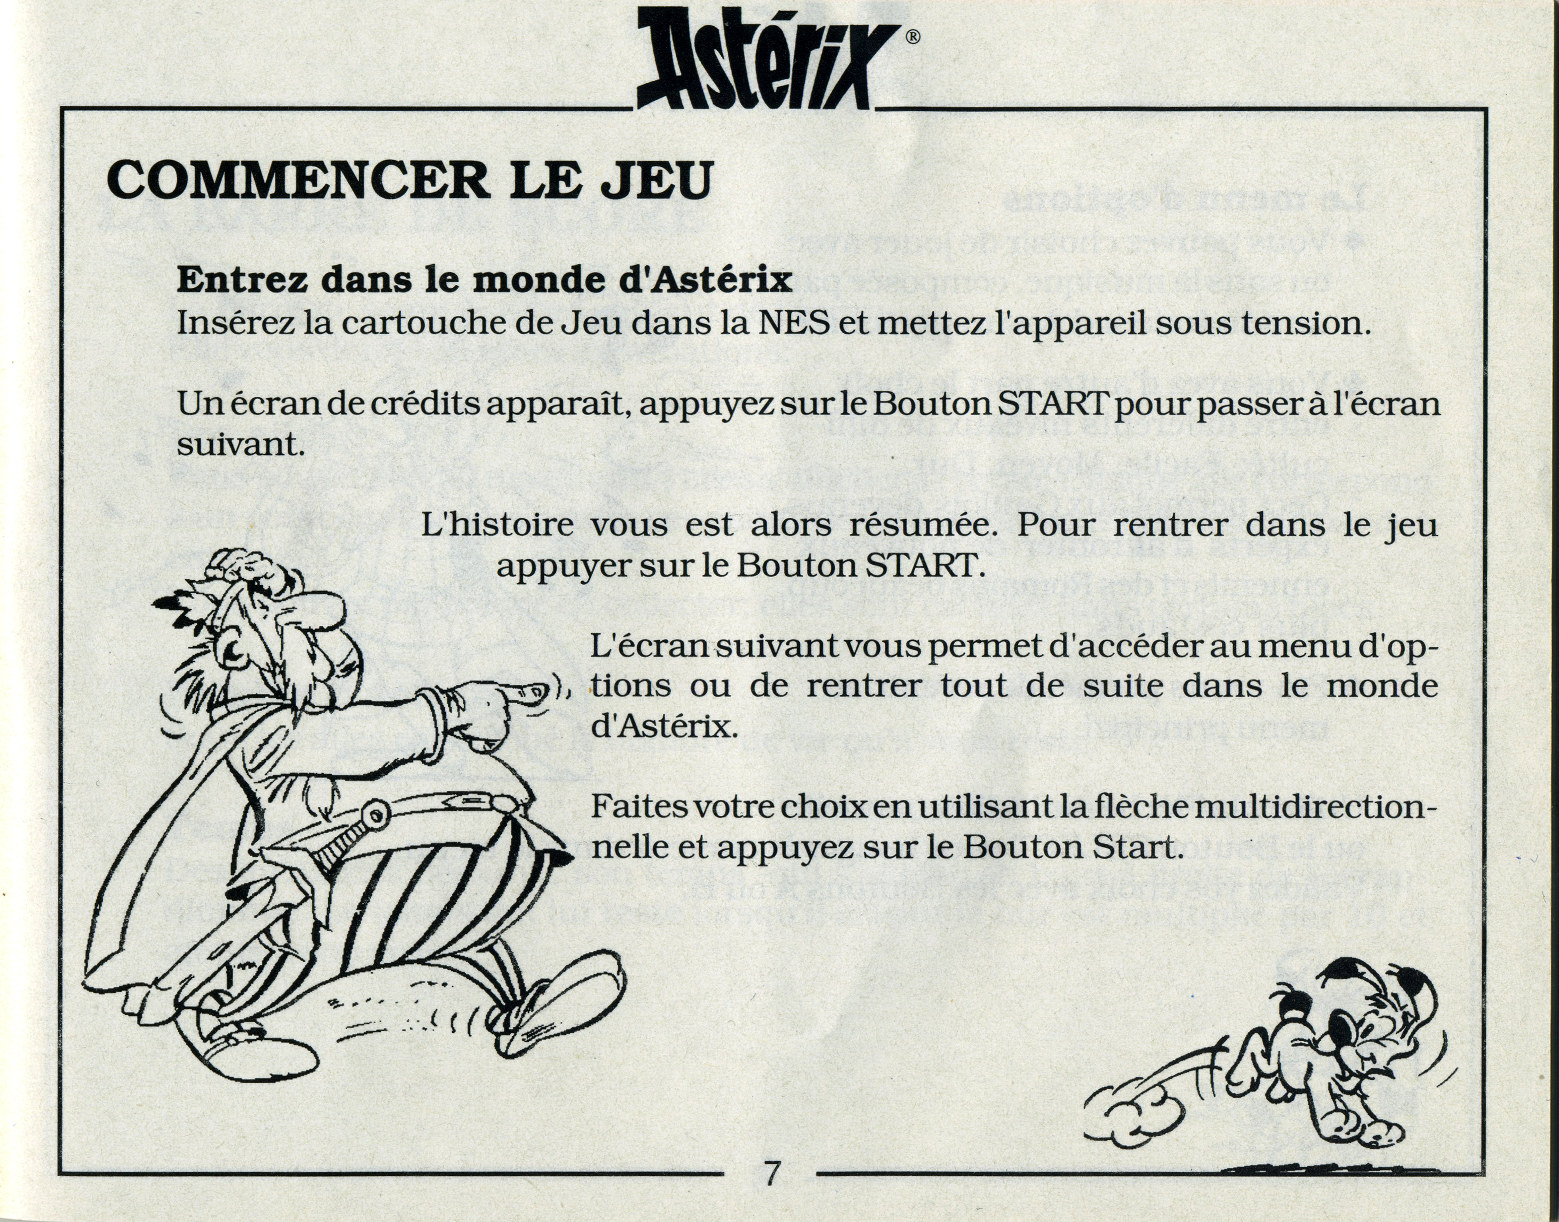 Astérix®
COMMENCER LE JEU
Entrez dans le monde d'Astérix
Insérez la cartouche de Jeu dans la NES et mettez l'appareil sous tension.
Un écran de crédits apparaît, appuyez sur le Bouton START pour passer à l'écran
suivant.
L'histoire vous est alors résumée. Pour rentrer dans le jeu
appuyer sur le Bouton START.
L'écran suivant vous permet d'accéder au menu d'op-
tions ou de rentrer tout de suite dans le monde
d'Astérix.
Faites votre choix en utilisant la flèche multidirection-
nelle et appuyez sur le Bouton Start.
7